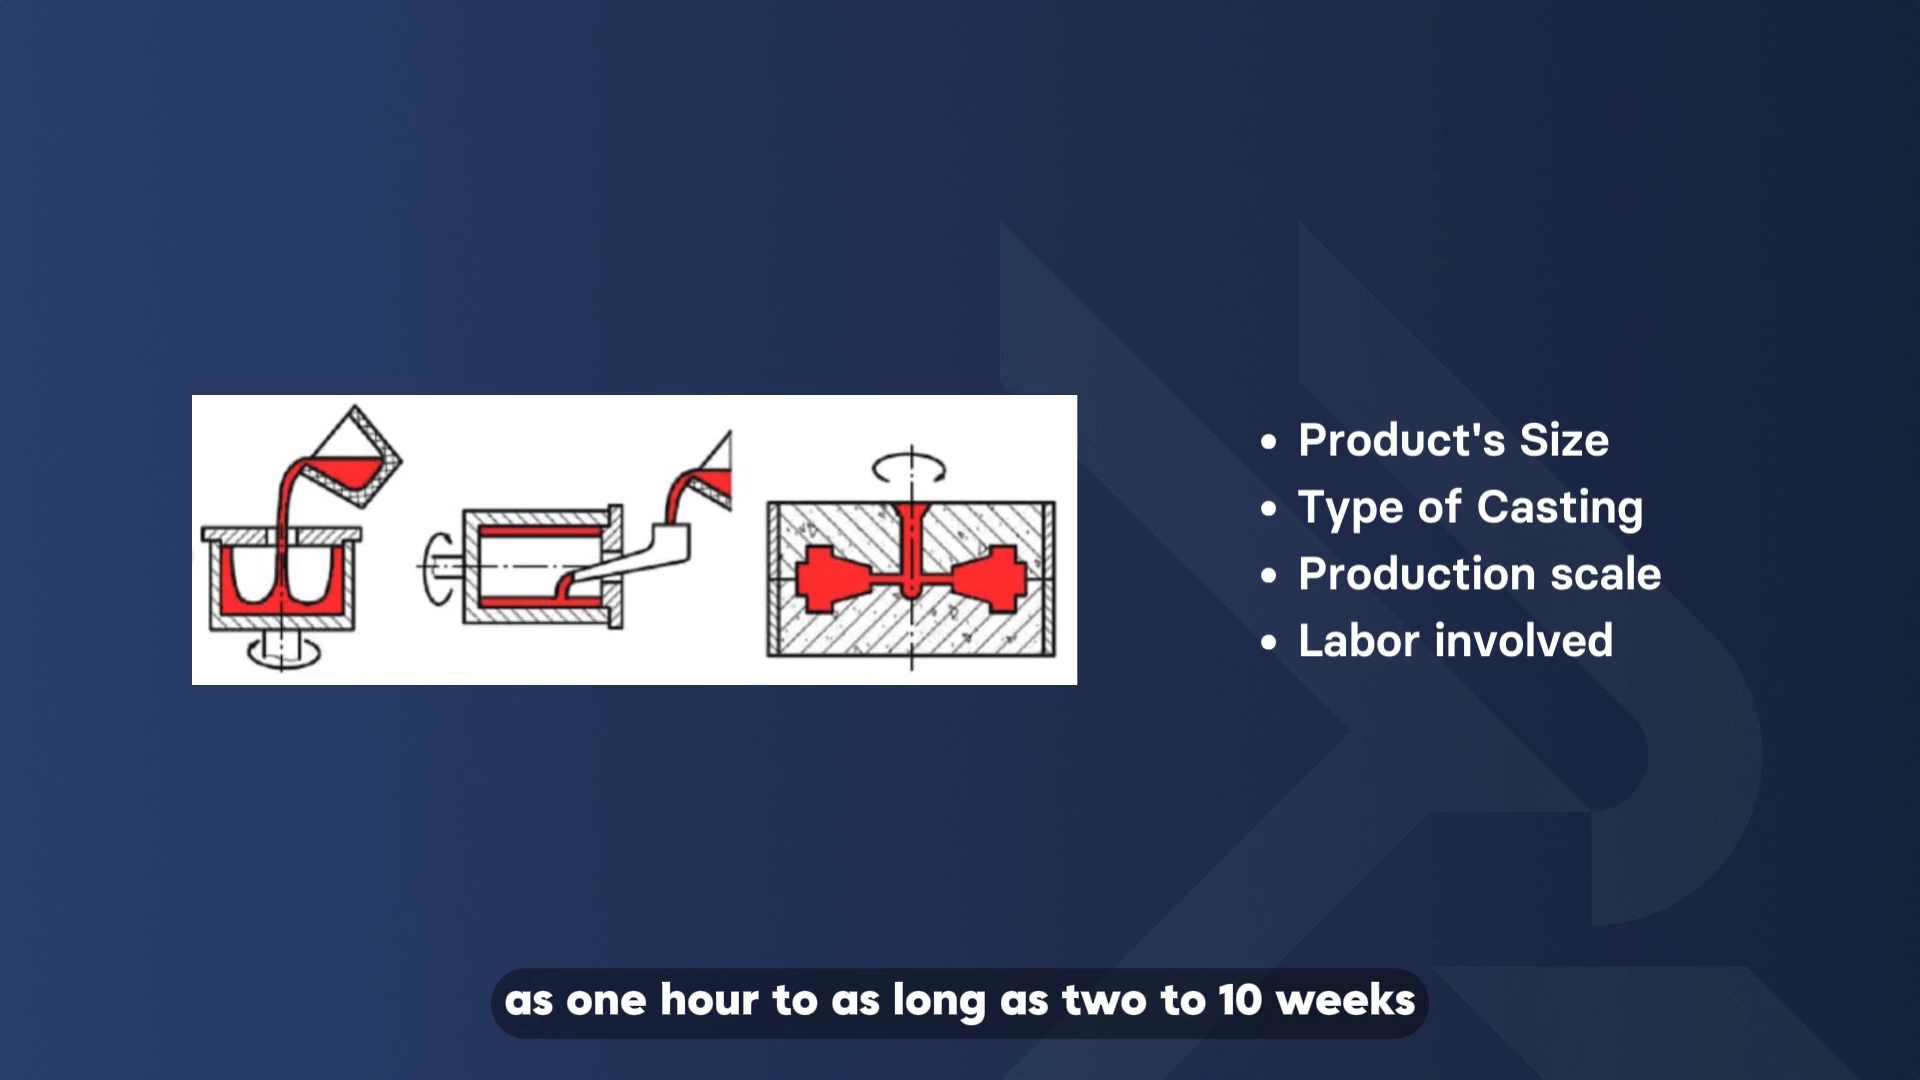 • Product's Size
• Type of Casting
• Production scale
• Labor involved
as one hour to as long as two to 10 weeks